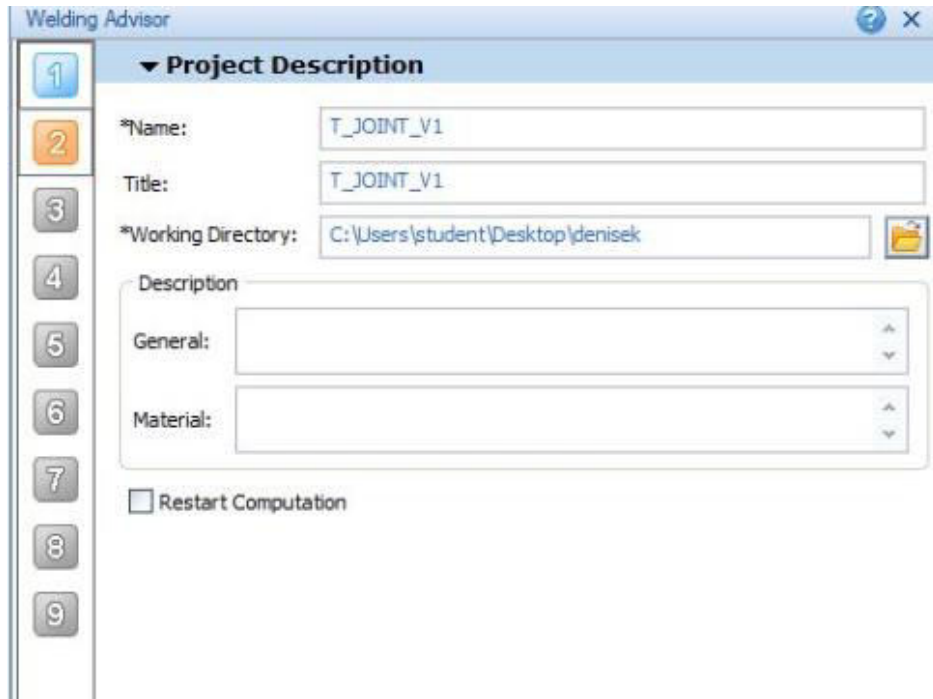 Welding Advisor
1
Project Description
2
*Name: T_JOINT_V1
Title: T_JOINT_V1
3
*Working Directory: C:\Users\student\Desktop\denisek
4
Description
5
General:
6
Material:
7
Restart Computation
8
9